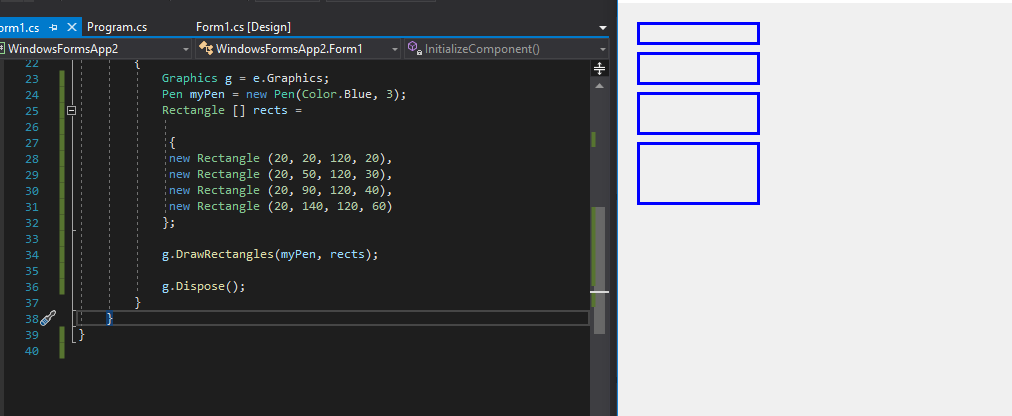 orm1.cs Program.cs Form1.cs [Design]
WindowsFormsApp2 WindowsFormsApp2.Form1 InitializeComponent()
22 {
23 Graphics g = e.Graphics;
24 Pen myPen = new Pen(Color.Blue, 3);
25 Rectangle [] rects =
26
27 {
28 new Rectangle (20, 20, 120, 20),
29 new Rectangle (20, 50, 120, 30),
30 new Rectangle (20, 90, 120, 40),
31 new Rectangle (20, 140, 120, 60)
32 };
33
34 g.DrawRectangles(myPen, rects);
35
36 g.Dispose();
37 }
38 }
39 }
40